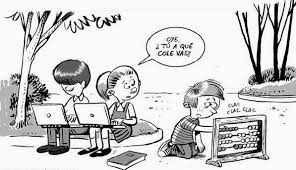 OYE,
¿TÚ A QUÉ
COLE VAS?
CLAC
CLAC CLAC